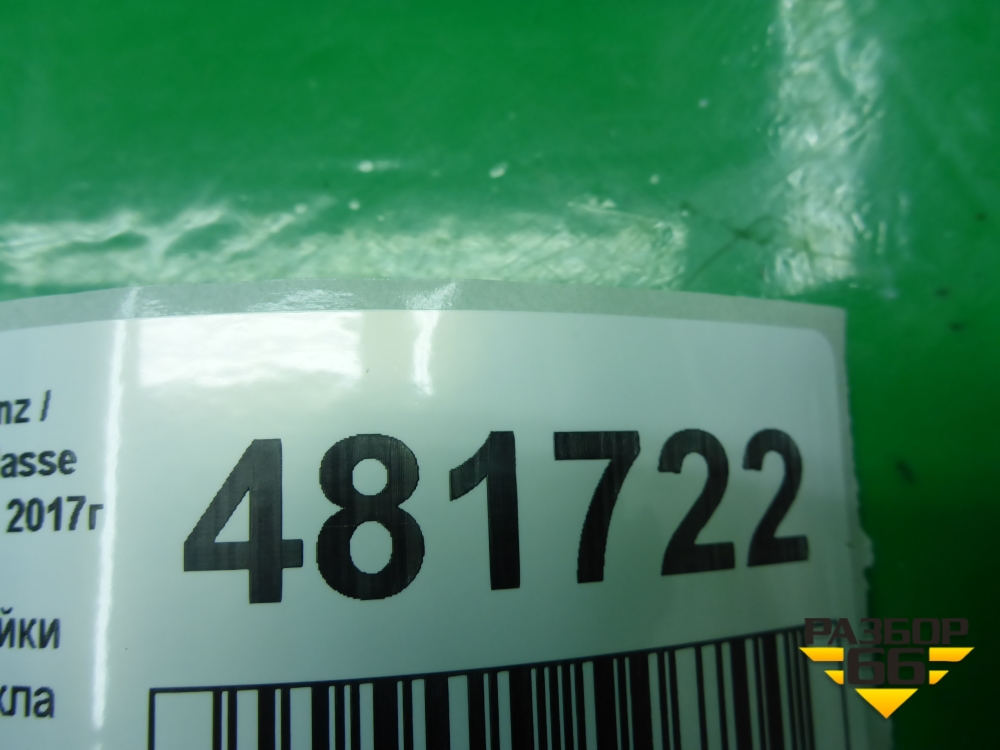 nz /
asse
2017г
481722
йки
кла
РАЗБОР
66